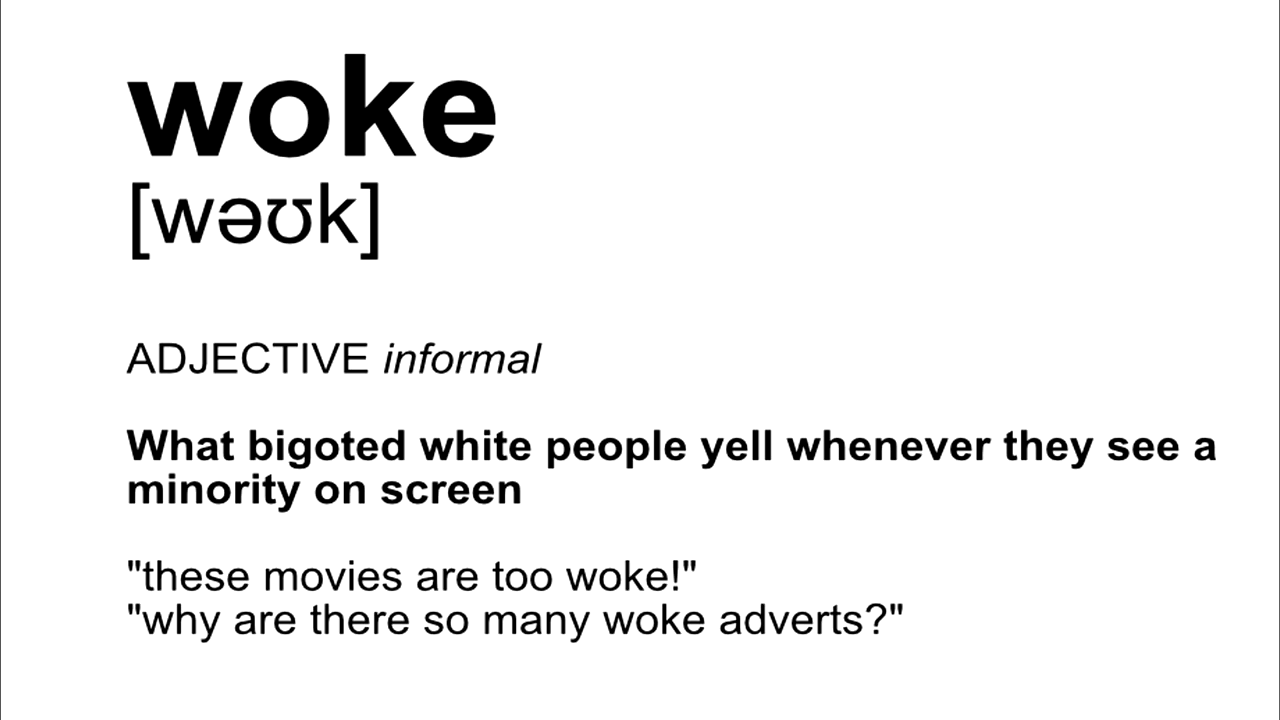 woke
[wəʊk]
ADJECTIVE informal
What bigoted white people yell whenever they see a
minority on screen
"these movies are too woke!"
"why are there so many woke adverts?"